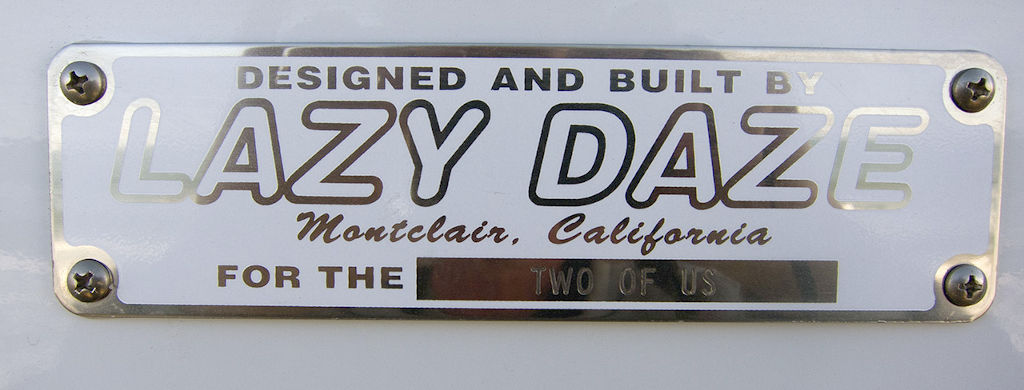 DESIGNED AND BUILT BY
LAZY DAZE
Montclair, California
FOR THE TWO OF US